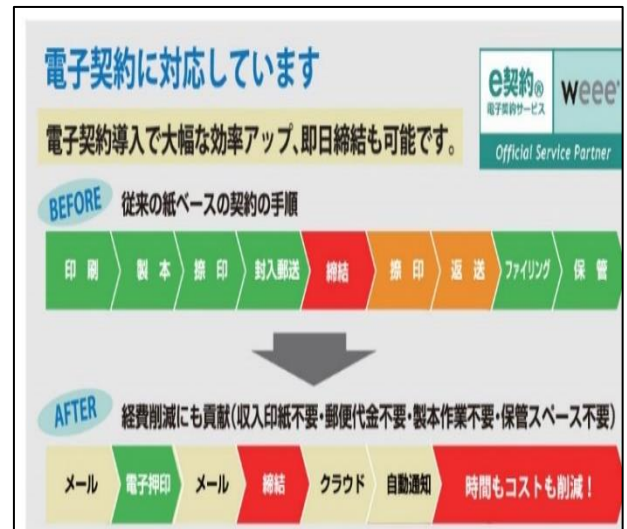 電子契約に対応しています
e契約®
電子契約サービス
weee
Official Service Partner
電子契約導入で大幅な効率アップ、即日締結も可能です。
BEFORE 従来の紙ベースの契約の手順
印刷 製本 捺印 封入郵送 締結 捺印 返送 ファイリング 保管
AFTER 経費削減にも貢献(収入印紙不要・郵便代金不要・製本作業不要・保管スペース不要)
メール 電子押印 メール 締結 クラウド 自動通知 時間もコストも削減!